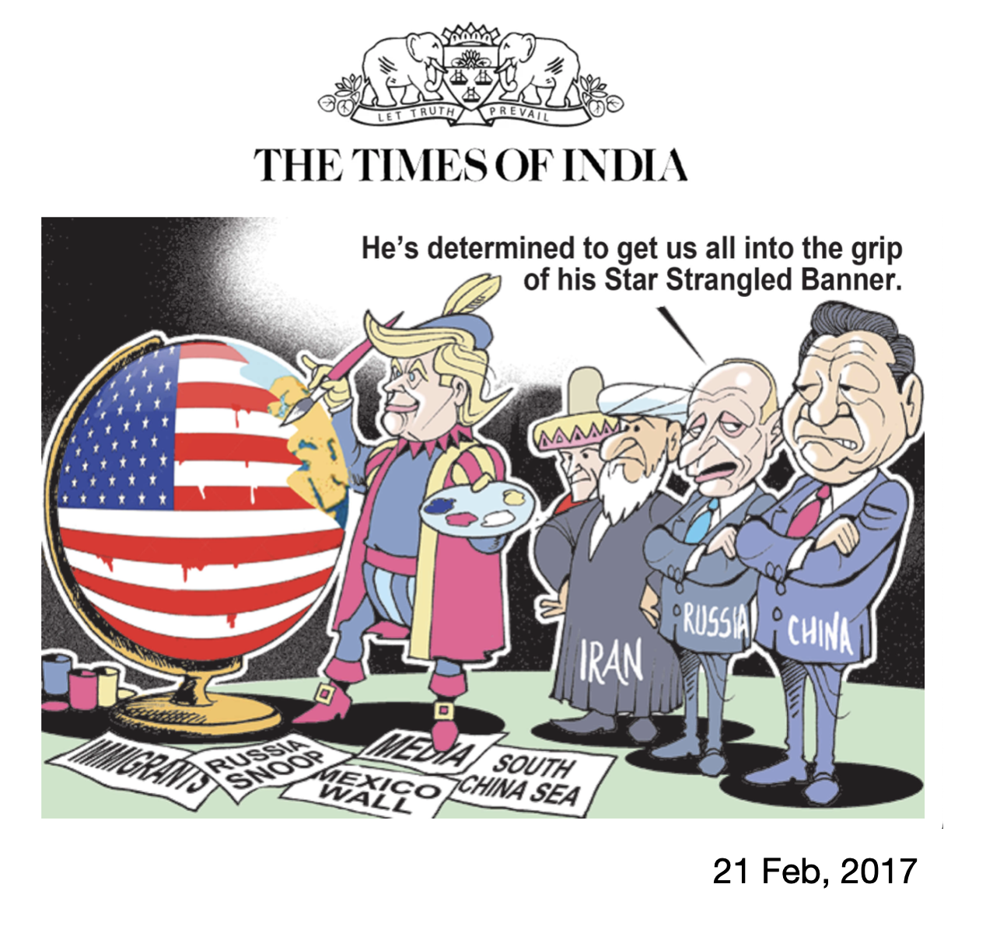 LET TRUTH PREVAIL
THE TIMES OF INDIA
He's determined to get us all into the grip
of his Star Strangled Banner.
IRAN
RUSSIA
CHINA
IMMIGRANTS
RUSSIA
SNOOP
MEDIA
MEXICO
WALL
SOUTH
CHINA SEA
21 Feb, 2017